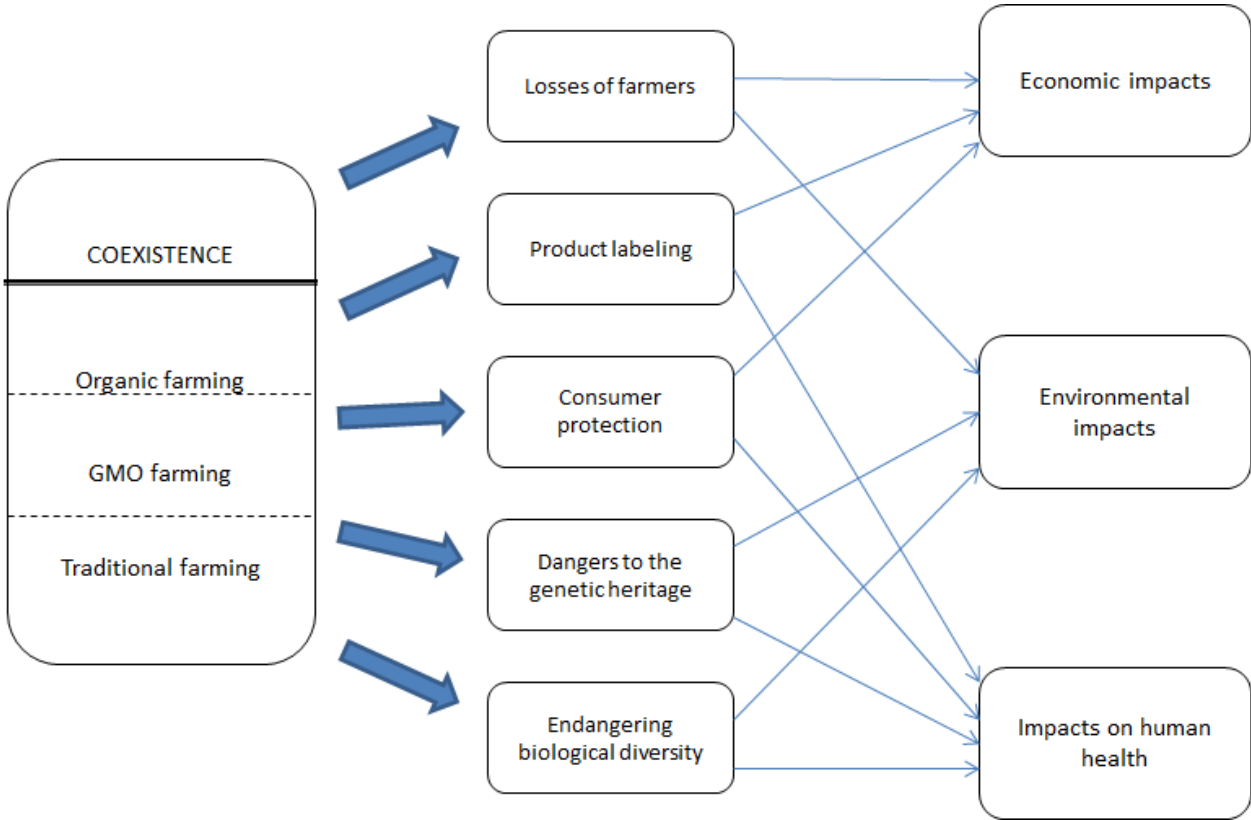 COEXISTENCE
Organic farming
GMO farming
Traditional farming
Losses of farmers
Product labeling
Consumer
protection
Dangers to the
genetic heritage
Endangering
biological diversity
Economic impacts
Environmental
impacts
Impacts on human
health